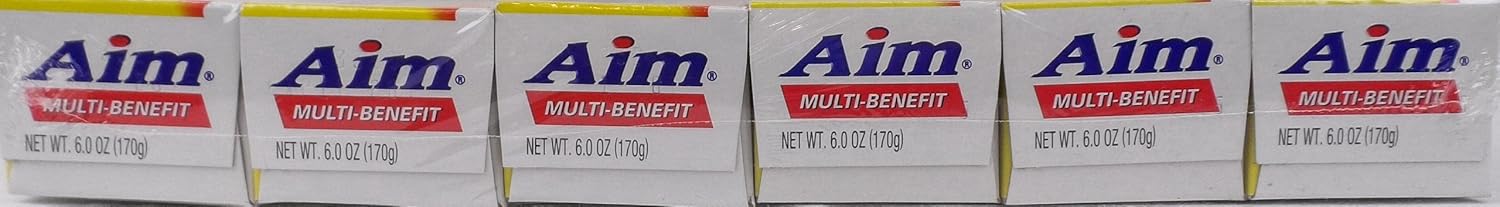 Aim®
MULTI-BENEFIT
NET WT. 6.0 OZ (170g)
Aim®
MULTI-BENEFIT
NET WT. 6.0 OZ (170g)
Aim®
MULTI-BENEFIT
NET WT. 6.0 OZ (170g)
Aim®
MULTI-BENEFIT
NET WT. 6.0 OZ (170g)
Aim®
MULTI-BENEFIT
NET WT. 6.0 OZ (170g)
Aim®
MULTI-BENEFIT
NET WT. 6.0 OZ (170g)